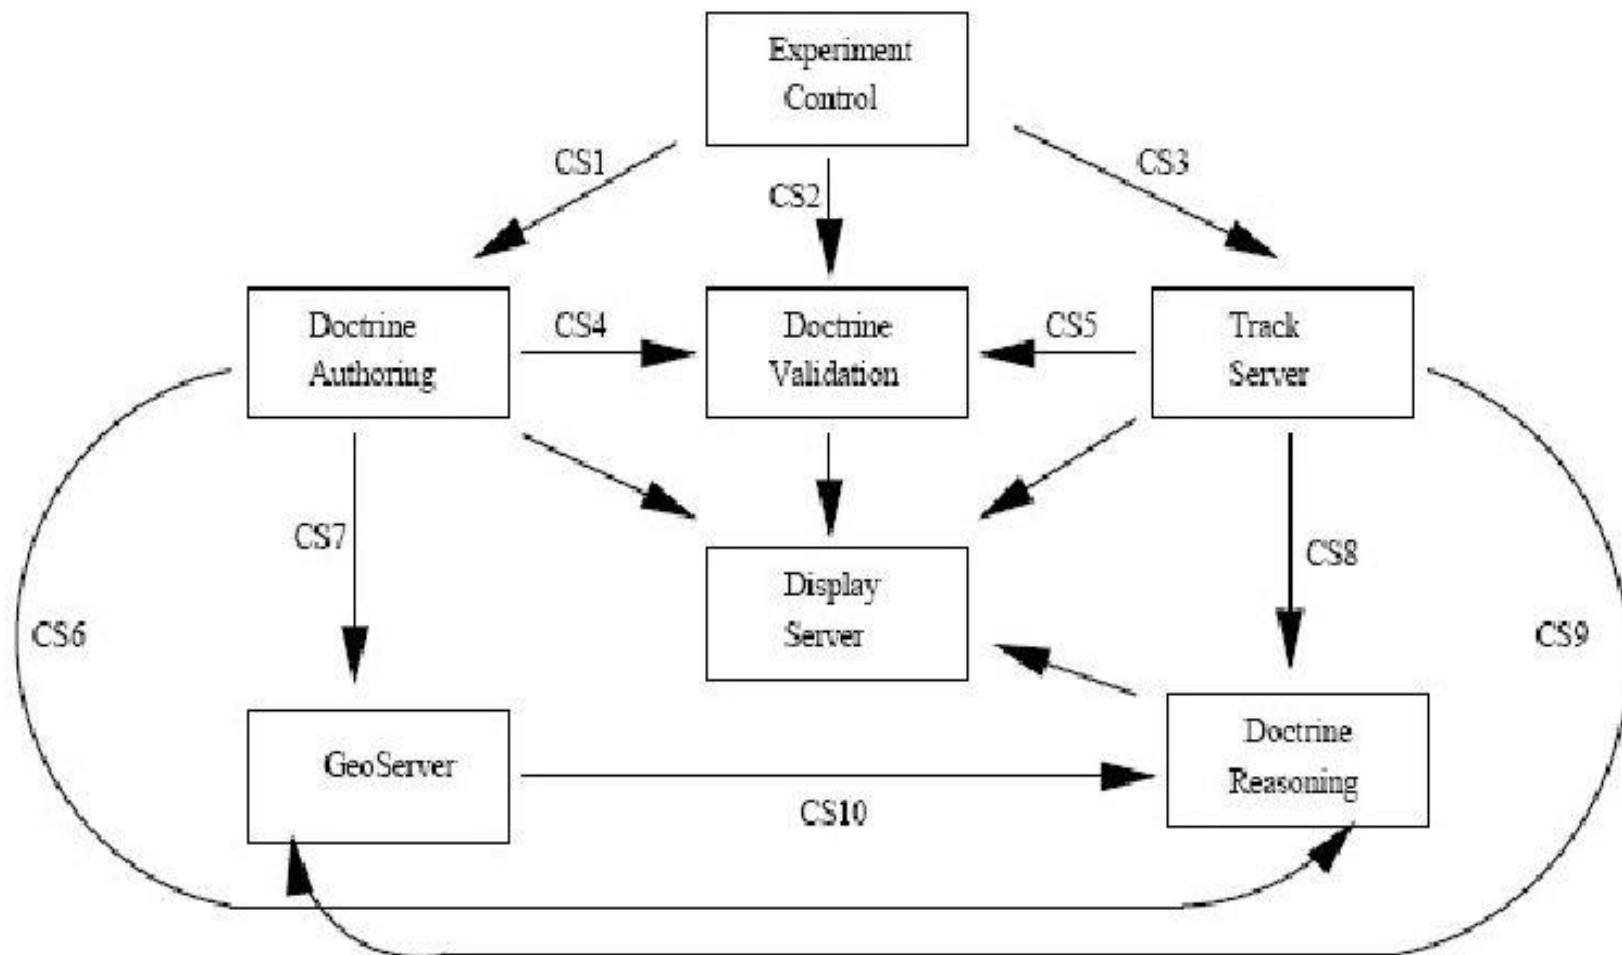 Experiment
Control
CS1
CS2
CS3
Doctrine
Authoring
CS4
Doctrine
Validation
CS5
Track
Server
CS7
CS8
Display
Server
CS6
CS9
GeoServer
Doctrine
Reasoning
CS10